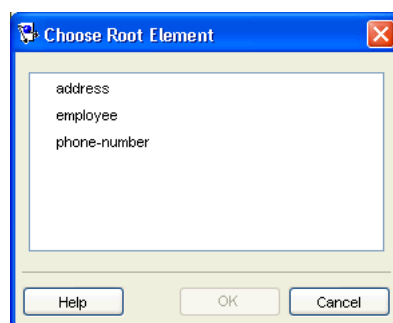 Choose Root Element
address
employee
phone-number
Help OK Cancel